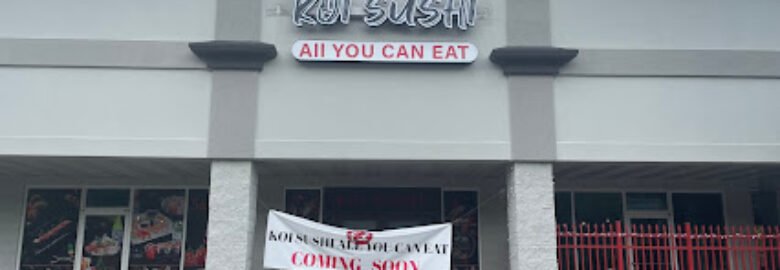 KOI SUSHI
All YOU CAN EAT
KOI SUSHI ALL YOU CAN EAT
COMING SOON